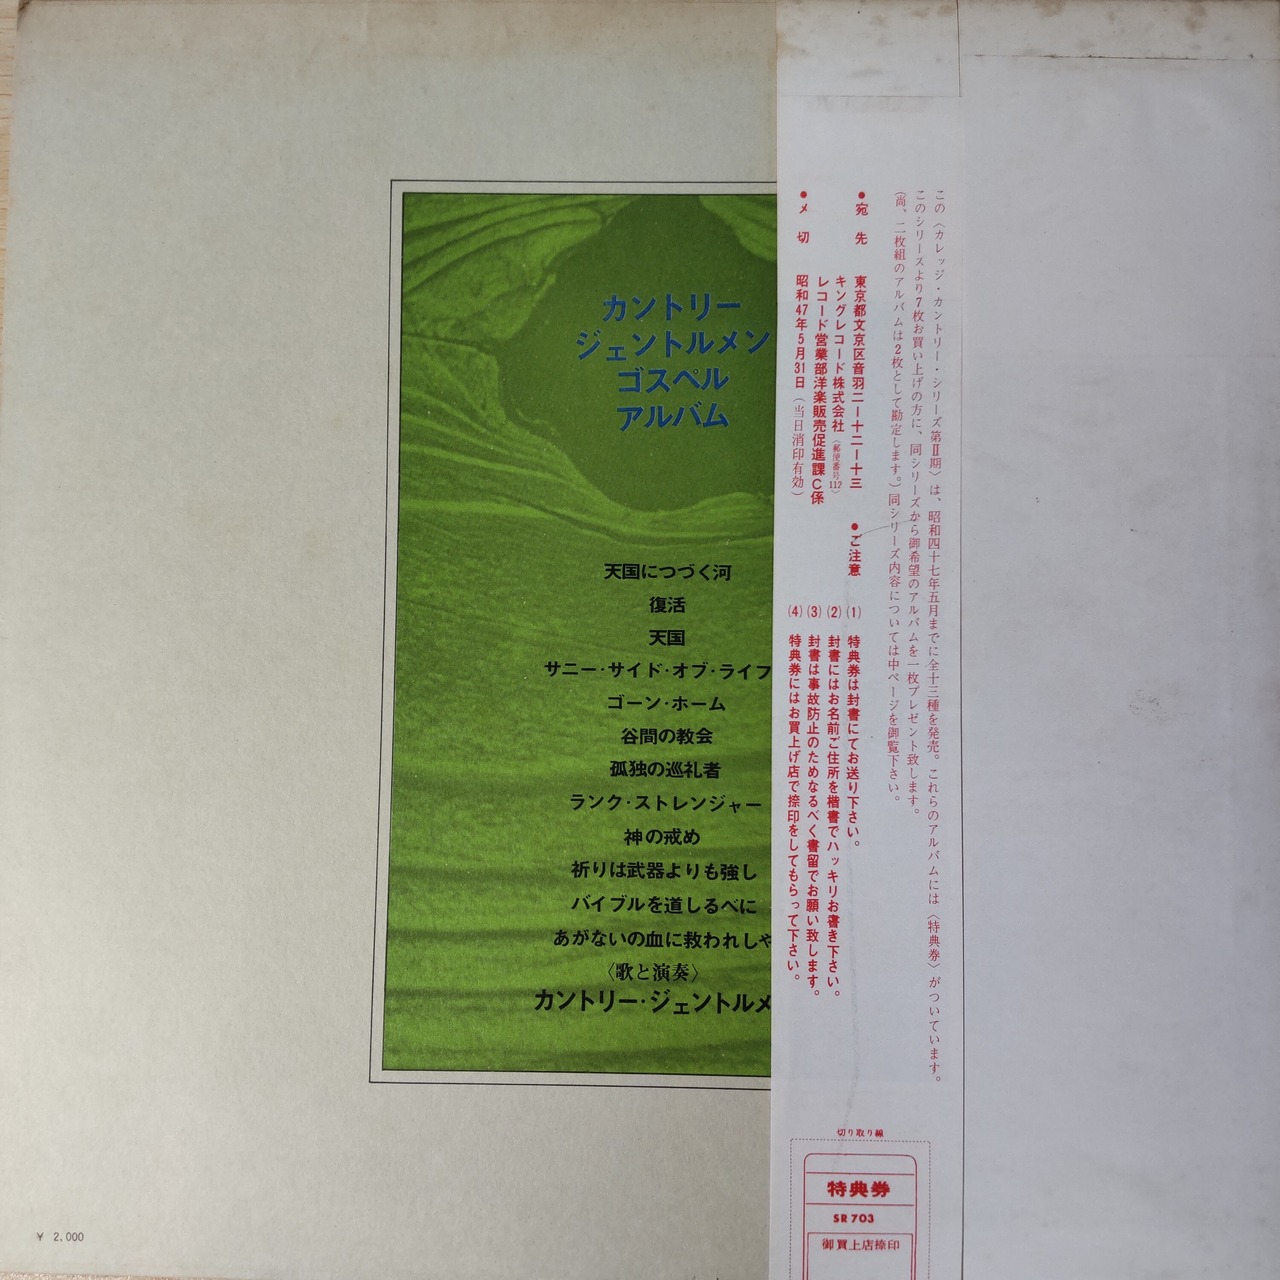 カントリー
ジェントルメン
ゴスペル
アルバム
天国につづく河
復活
天国
サニー・サイド・オブ・ライフ
ゴーン・ホーム
谷間の教会
孤独の巡礼者
ランク・ストレンジャー
神の戒め
祈りは武器よりも強し
バイブルを道しるべに
あがないの血に救われしや
〈歌と演奏〉
カントリー・ジェントルメ
¥ 2.000
この〈カレッジ・カントリー・シリーズ第Ⅱ期〉は、昭和四十七年五月までに全十三種を発売。これらのアルバムには〈特典券〉がついています。
このシリーズより7枚お買い上げの方に、同シリーズから御希望のアルバムを一枚プレゼント致します。
(尚、二枚組のアルバムは2枚として勘定します。)同シリーズ内容については中ページを御覧下さい。
●宛先
東京都文京区音羽二ー十二ー十三
キングレコード株式会社〈郵便番号112〉
レコード営業部洋楽販売促進課C係
●〆切
昭和47年5月31日(当日消印有効)
●ご注意
(1)特典券は封書にてお送り下さい。
(2)封書にはお名前ご住所を楷書でハッキリお書き下さい。
(3)封書は事故防止のためなるべく書留でお願い致します。
(4)特典券にはお買上げ店で捺印をしてもらって下さい。
切り取り線
特典券
SR 703
御買上店捺印